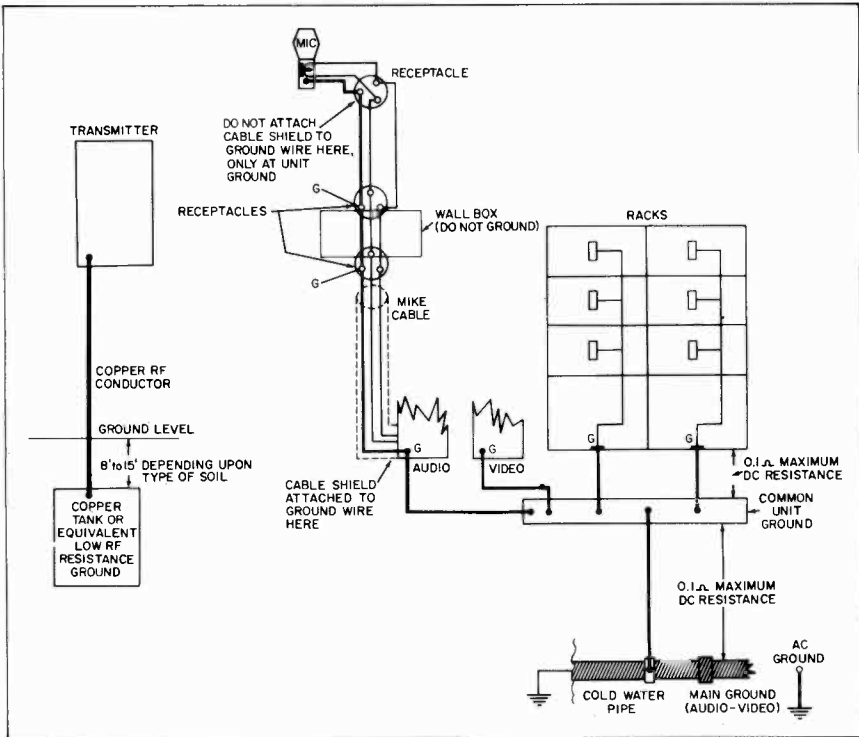 MIC
RECEPTACLE
DO NOT ATTACH
CABLE SHIELD TO
GROUND WIRE HERE,
ONLY AT UNIT
GROUND
TRANSMITTER
G
RECEPTACLES
WALL BOX
(DO NOT GROUND)
G
MIKE
CABLE
RACKS
COPPER RF
CONDUCTOR
GROUND LEVEL
8' to 15' DEPENDING UPON
TYPE OF SOIL
COPPER
TANK OR
EQUIVALENT
LOW RF
RESISTANCE
GROUND
G
AUDIO
G
VIDEO
CABLE SHIELD
ATTACHED TO
GROUND WIRE
HERE
G
G
0.1 Ω MAXIMUM
DC RESISTANCE
COMMON
UNIT
GROUND
0.1 Ω MAXIMUM
DC RESISTANCE
AC
GROUND
COLD WATER
PIPE
MAIN GROUND
(AUDIO-VIDEO)